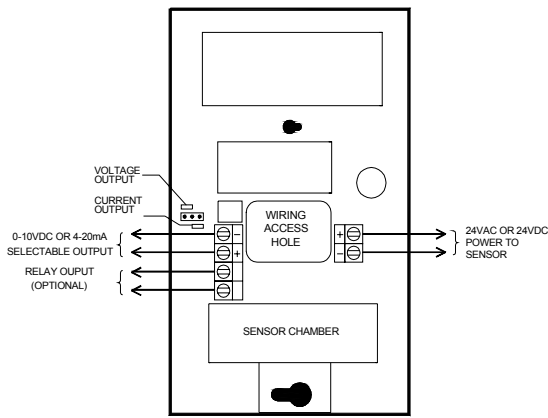 VOLTAGE
OUTPUT
CURRENT
OUTPUT
0-10VDC OR 4-20mA
SELECTABLE OUTPUT
RELAY OUPUT
(OPTIONAL)
-
+
WIRING
ACCESS
HOLE
+
-
24VAC OR 24VDC
POWER TO
SENSOR
SENSOR CHAMBER